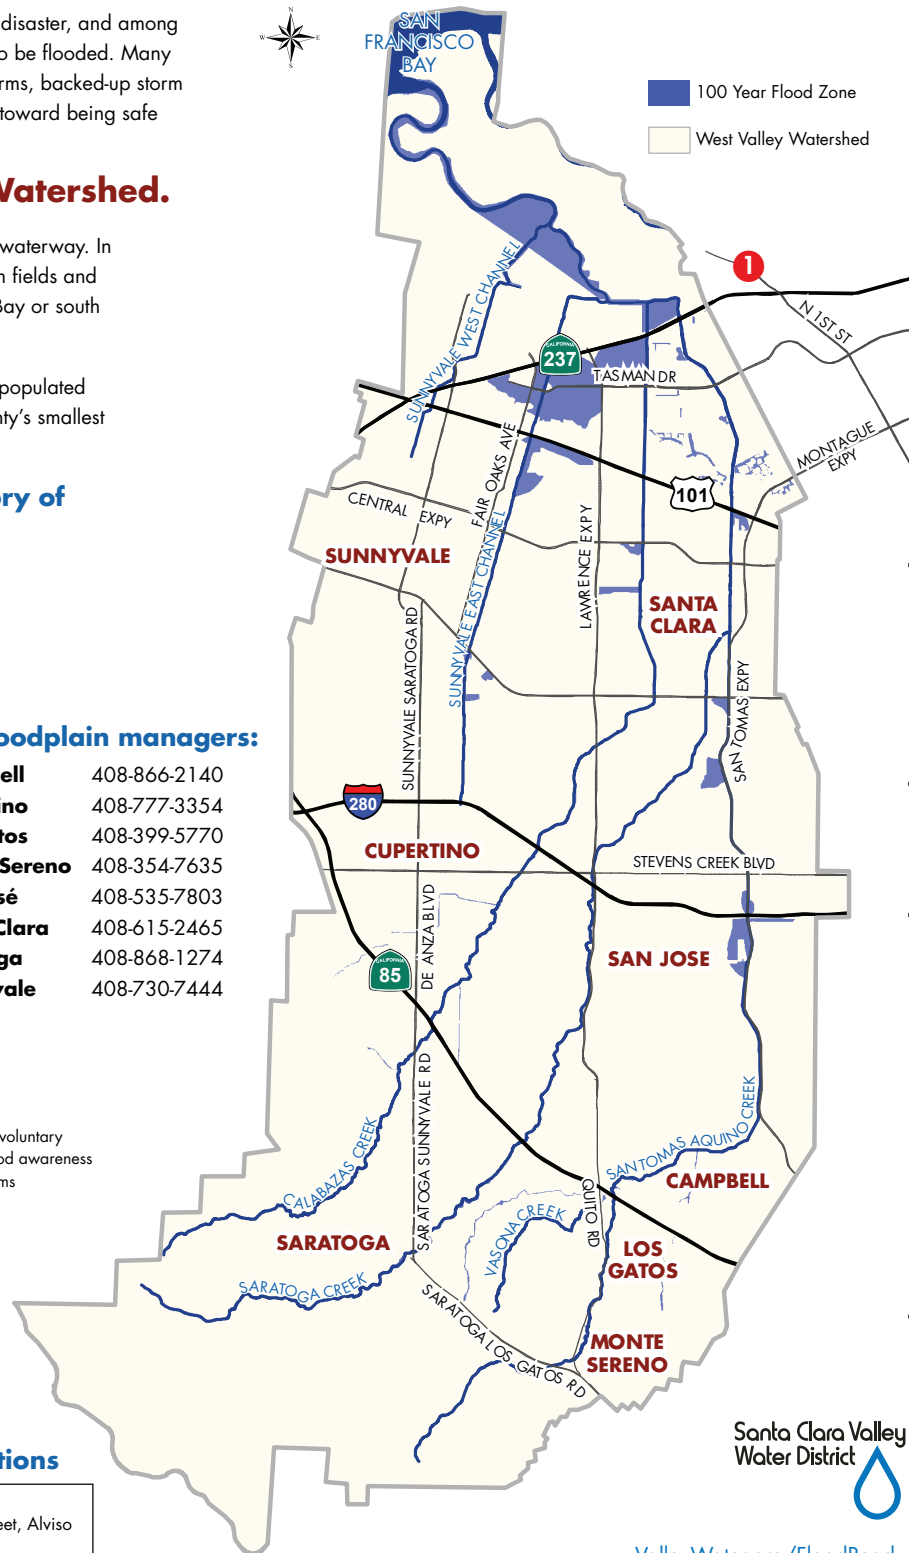 disaster, and among
o be flooded. Many
rms, backed-up storm
toward being safe
Watershed.
waterway. In
n fields and
Bay or south
populated
nty's smallest
ry of
oodplain managers:
ell 408-866-2140
ino 408-777-3354
tos 408-399-5770
Sereno 408-354-7635
sé 408-535-7803
Clara 408-615-2465
ga 408-868-1274
vale 408-730-7444
voluntary
od awareness
ms
tions
eet, Alviso
N
W E
S
SAN
FRANCISCO
BAY
100 Year Flood Zone
West Valley Watershed
1
N 1ST ST
SUNNYVALE WEST CHANNEL
CALIFORNIA
237
TASMAN DR
MONTAGUE
EXPY
FAIR OAKS AVE
101
CENTRAL EXPY
LAWRENCE EXPY
SUNNYVALE
SUNNYVALE EAST CHANNEL
SANTA
CLARA
SUNNYVALE SARATOGA RD
SAN TOMAS EXPY
280
CUPERTINO
STEVENS CREEK BLVD
DE ANZA BLVD
SAN JOSE
CALIFORNIA
85
SARATOGA SUNNYVALE RD
CALABAZAS CREEK
SAN TOMAS AQUINO CREEK
CAMPBELL
QUITO RD
VASONA CREEK
SARATOGA
LOS
GATOS
SARATOGA CREEK
SARATOGA LOS GATOS RD
MONTE
SERENO
Santa Clara Valley
Water District